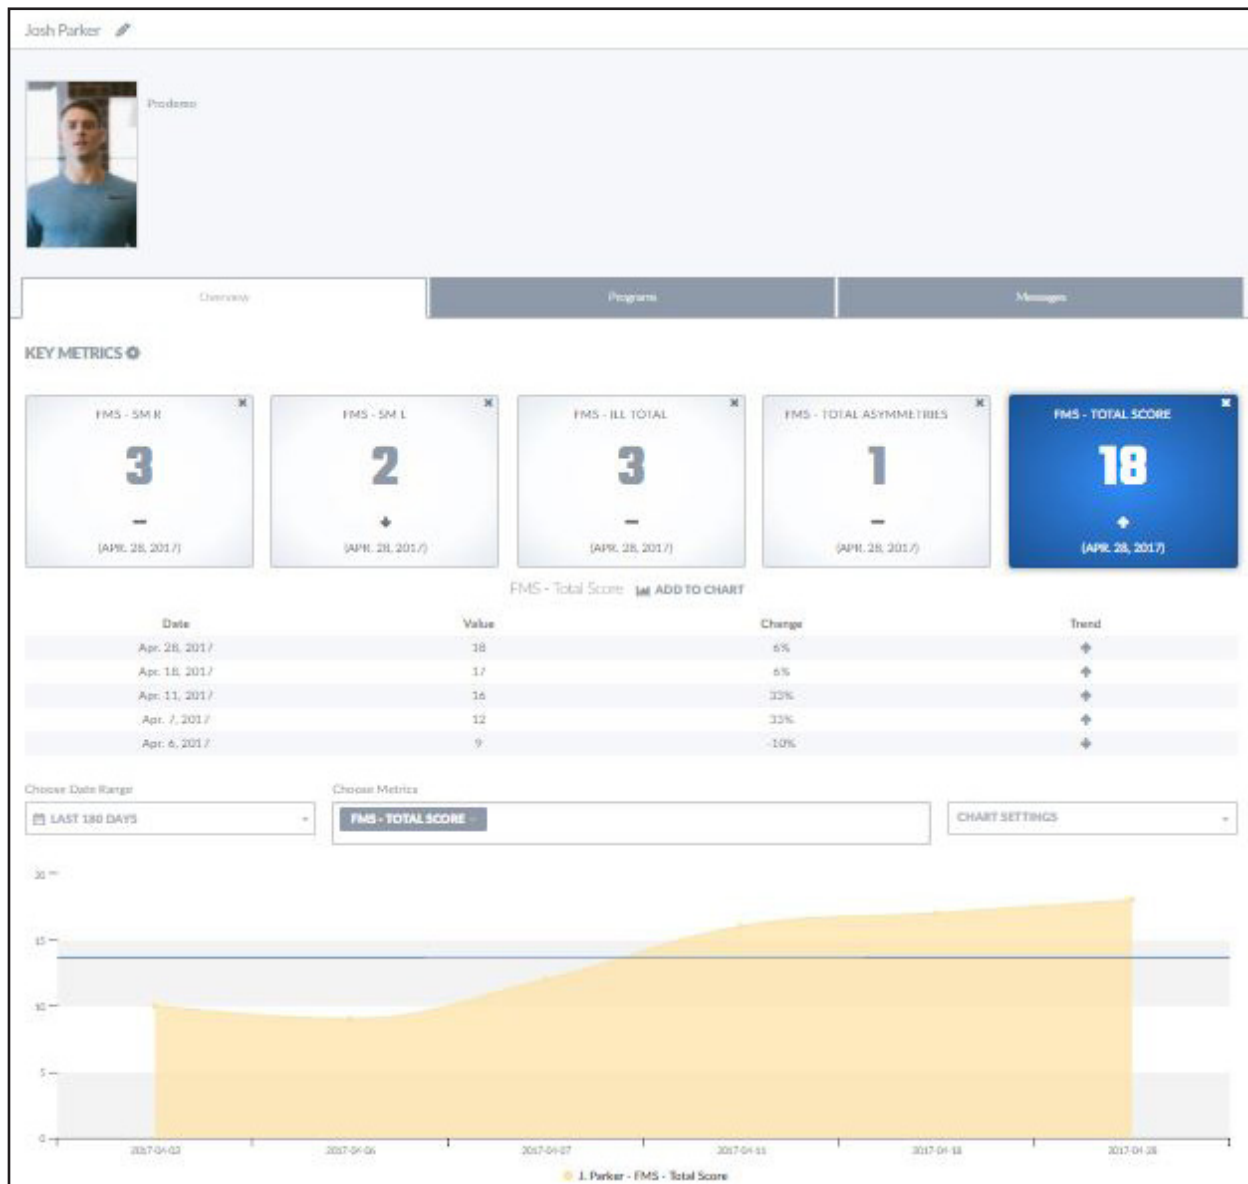 Josh Parker
Prodemo
Overview Programs Messages
KEY METRICS
FMS - SM R FMS - SM L FMS - ILL TOTAL FMS - TOTAL ASYMMETRIES FMS - TOTAL SCORE
3 2 3 1 18
(APR. 28, 2017) (APR. 28, 2017) (APR. 28, 2017) (APR. 28, 2017) (APR. 28, 2017)
FMS - Total Score ADD TO CHART
Date Value Change Trend
Apr. 28, 2017 18 6%
Apr. 18, 2017 17 6%
Apr. 11, 2017 16 33%
Apr. 7, 2017 12 33%
Apr. 6, 2017 9 -10%
Choose Date Range Choose Metrics
LAST 180 DAYS FMS - TOTAL SCORE CHART SETTINGS
20
15
10
5
0
2017-04-03 2017-04-06 2017-04-07 2017-04-11 2017-04-18 2017-04-28
J. Parker - FMS - Total Score